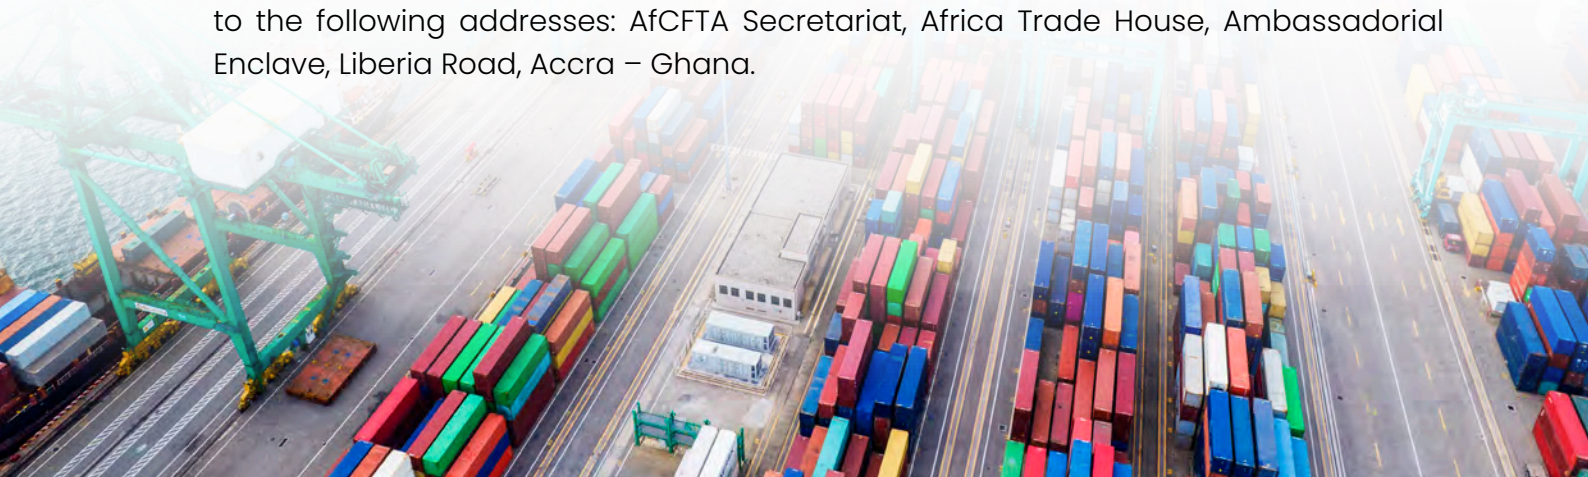 to the following addresses: AfCFTA Secretariat, Africa Trade House, Ambassadorial
Enclave, Liberia Road, Accra – Ghana.